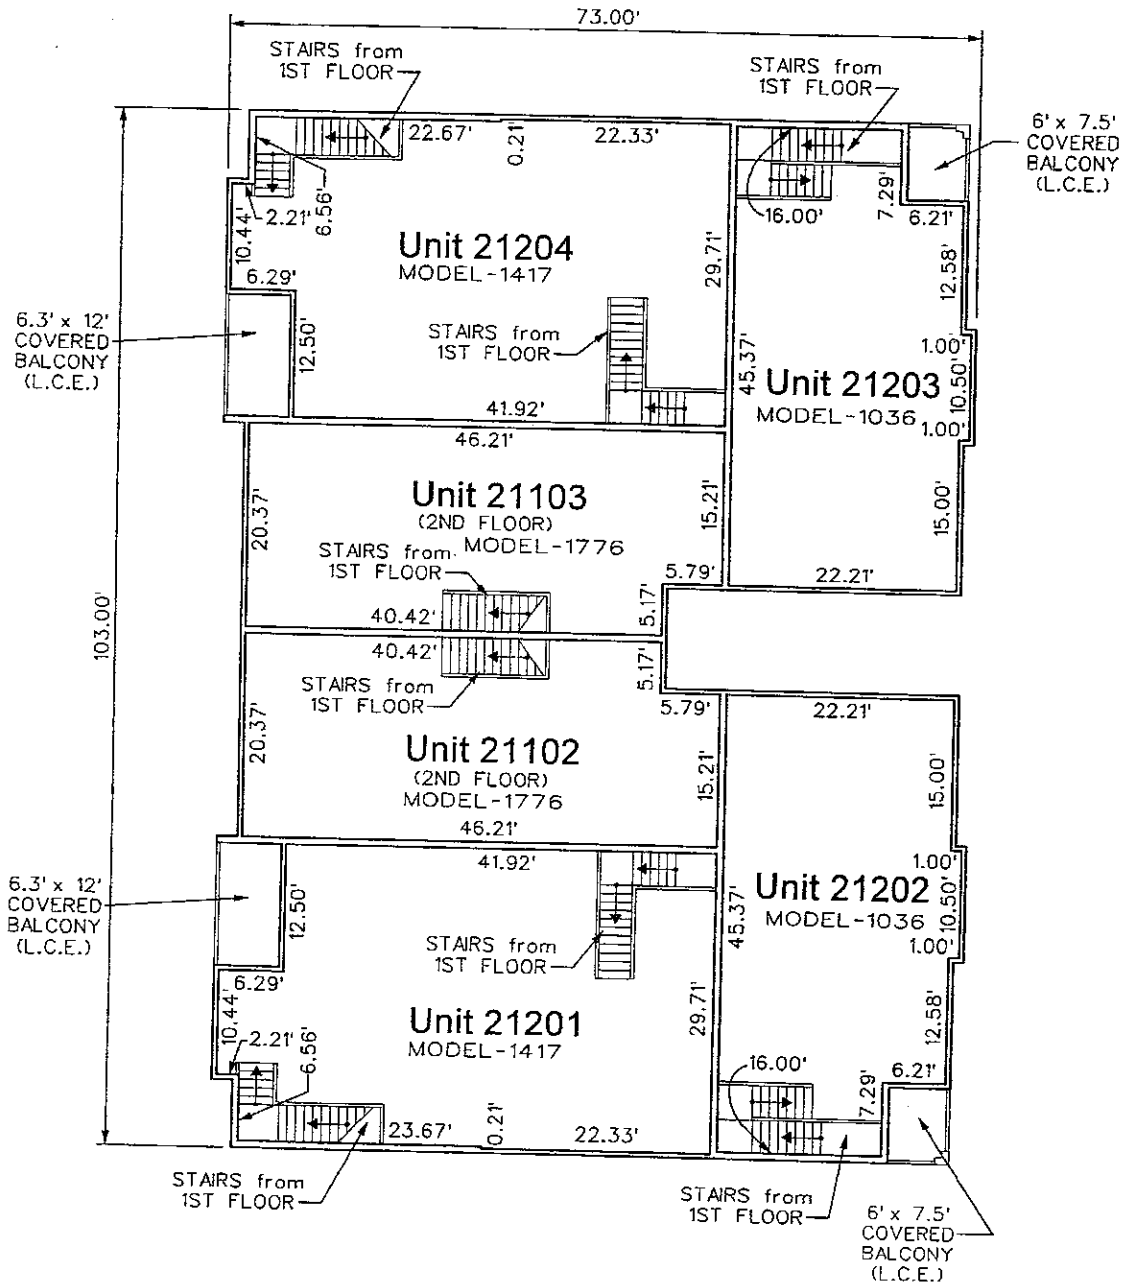 73.00'
STAIRS from
1ST FLOOR
STAIRS from
1ST FLOOR
6' x 7.5'
COVERED
BALCONY
(L.C.E.)
22.67'
0.21'
22.33'
2.21'
6.56'
10.44'
6.29'
16.00'
7.29'
6.21'
Unit 21204
MODEL-1417
29.71'
12.58'
6.3' x 12'
COVERED
BALCONY
(L.C.E.)
12.50'
STAIRS from
1ST FLOOR
41.92'
45.37'
Unit 21203
MODEL-1036
1.00'
10.50'
1.00'
46.21'
20.37'
Unit 21103
(2ND FLOOR)
MODEL-1776
15.21'
15.00'
STAIRS from
1ST FLOOR
5.79'
22.21'
40.42'
5.17'
103.00'
40.42'
5.17'
STAIRS from
1ST FLOOR
5.79'
22.21'
20.37'
Unit 21102
(2ND FLOOR)
MODEL-1776
15.21'
15.00'
46.21'
41.92'
6.3' x 12'
COVERED
BALCONY
(L.C.E.)
12.50'
STAIRS from
1ST FLOOR
45.37'
Unit 21202
MODEL-1036
1.00'
10.50'
1.00'
6.29'
10.44'
2.21'
6.56'
Unit 21201
MODEL-1417
29.71'
12.58'
16.00'
7.29'
6.21'
23.67'
0.21'
22.33'
STAIRS from
1ST FLOOR
STAIRS from
1ST FLOOR
6' x 7.5'
COVERED
BALCONY
(L.C.E.)